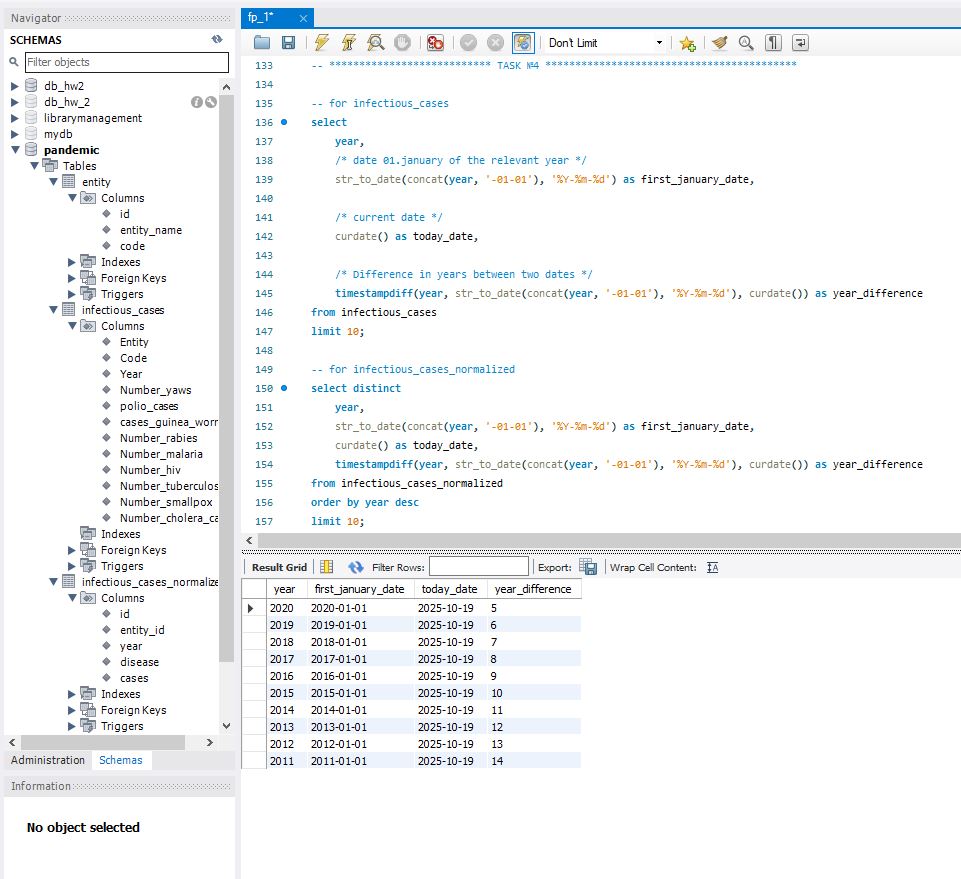 Navigator
SCHEMAS
Filter objects
db_hw2
db_hw_2
librarymanagement
mydb
pandemic
Tables
entity
Columns
id
entity_name
code
Indexes
Foreign Keys
Triggers
infectious_cases
Columns
Entity
Code
Year
Number_yaws
polio_cases
cases_guinea_worr
Number_rabies
Number_malaria
Number_hiv
Number_tuberculos
Number_smallpox
Number_cholera_ca
Indexes
Foreign Keys
Triggers
infectious_cases_normalize
Columns
id
entity_id
year
disease
cases
Indexes
Foreign Keys
Triggers
Administration Schemas
Information
No object selected
fp_1*
Don't Limit
133 -- *************************** TASK №4 ******************************************
134
135 -- for infectious_cases
136 select
137 year,
138 /* date 01.january of the relevant year */
139 str_to_date(concat(year, '-01-01'), '%Y-%m-%d') as first_january_date,
140
141 /* current date */
142 curdate() as today_date,
143
144 /* Difference in years between two dates */
145 timestampdiff(year, str_to_date(concat(year, '-01-01'), '%Y-%m-%d'), curdate()) as year_difference
146 from infectious_cases
147 limit 10;
148
149 -- for infectious_cases_normalized
150 select distinct
151 year,
152 str_to_date(concat(year, '-01-01'), '%Y-%m-%d') as first_january_date,
153 curdate() as today_date,
154 timestampdiff(year, str_to_date(concat(year, '-01-01'), '%Y-%m-%d'), curdate()) as year_difference
155 from infectious_cases_normalized
156 order by year desc
157 limit 10;
Result Grid Filter Rows: Export: Wrap Cell Content:
year first_january_date today_date year_difference
2020 2020-01-01 2025-10-19 5
2019 2019-01-01 2025-10-19 6
2018 2018-01-01 2025-10-19 7
2017 2017-01-01 2025-10-19 8
2016 2016-01-01 2025-10-19 9
2015 2015-01-01 2025-10-19 10
2014 2014-01-01 2025-10-19 11
2013 2013-01-01 2025-10-19 12
2012 2012-01-01 2025-10-19 13
2011 2011-01-01 2025-10-19 14